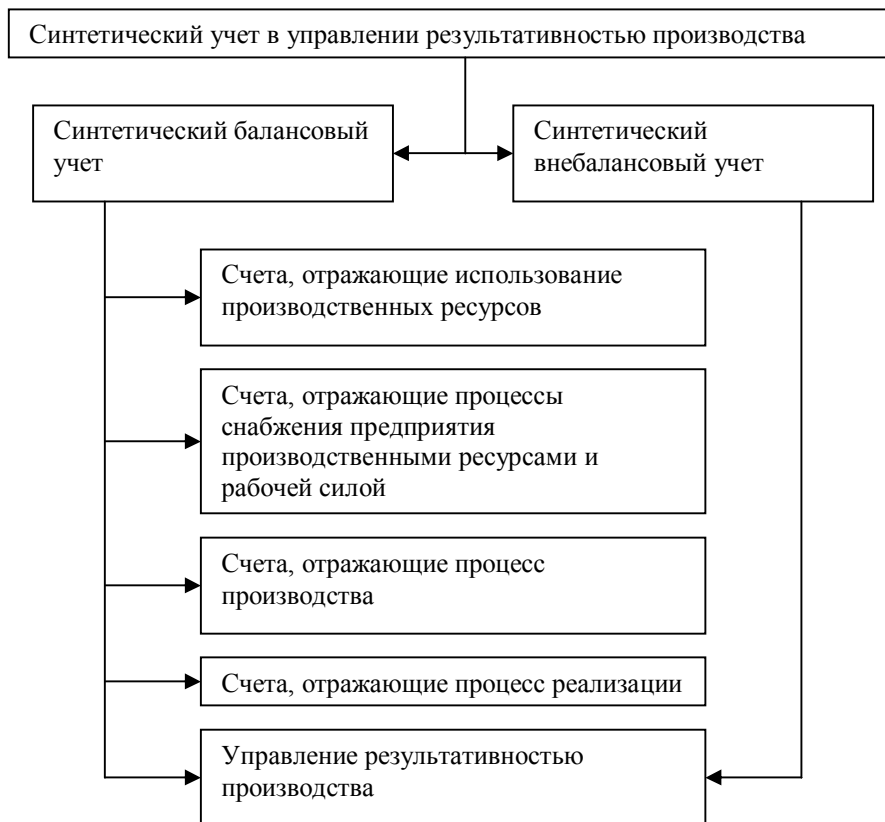 Синтетический учет в управлении результативностью производства
Синтетический балансовый
учет
Синтетический
внебалансовый учет
Счета, отражающие использование
производственных ресурсов
Счета, отражающие процессы
снабжения предприятия
производственными ресурсами и
рабочей силой
Счета, отражающие процесс
производства
Счета, отражающие процесс реализации
Управление результативностью
производства